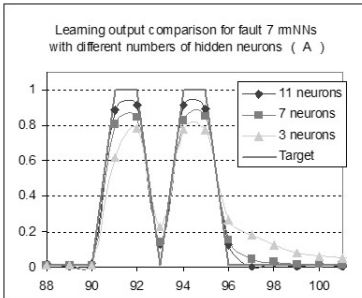 Learning output comparison for fault 7 rmNNs
with different numbers of hidden neurons ( A )
1
0.8
0.6
0.4
0.2
0
88 90 92 94 96 98 100
11 neurons
7 neurons
3 neurons
Target